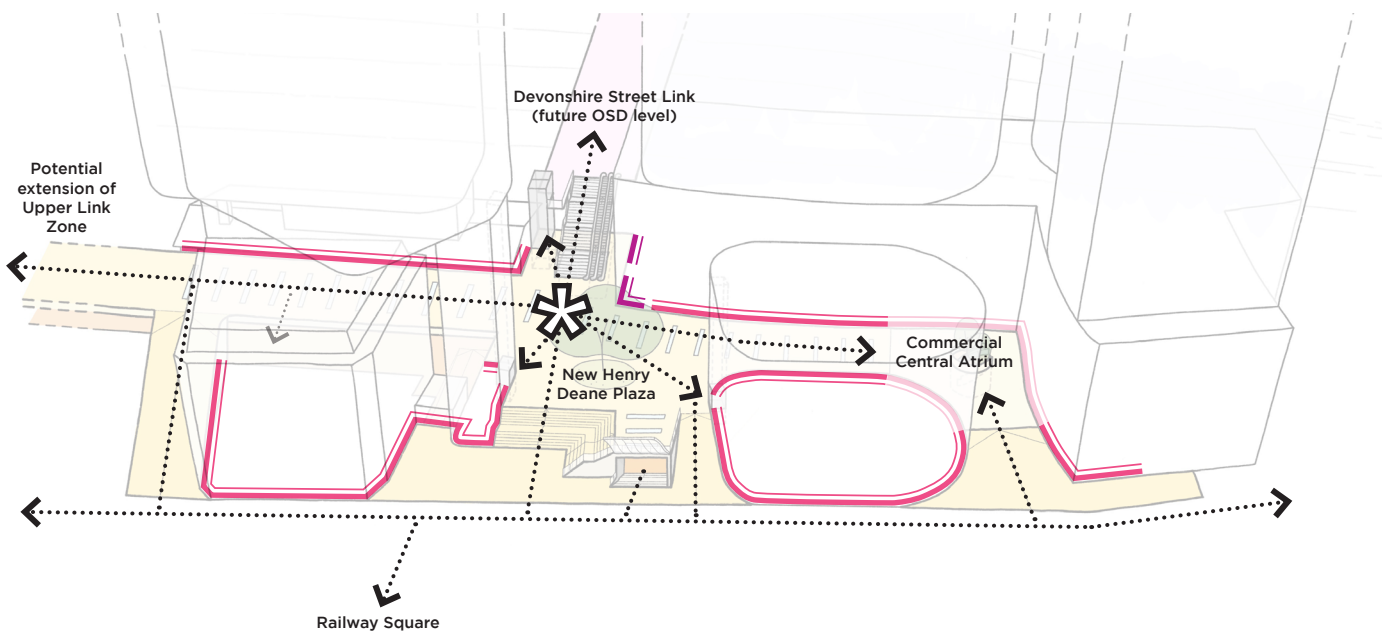 Devonshire Street Link
(future OSD level)
Potential
extension of
Upper Link
Zone
Commercial
Central Atrium
New Henry
Deane Plaza
Railway Square